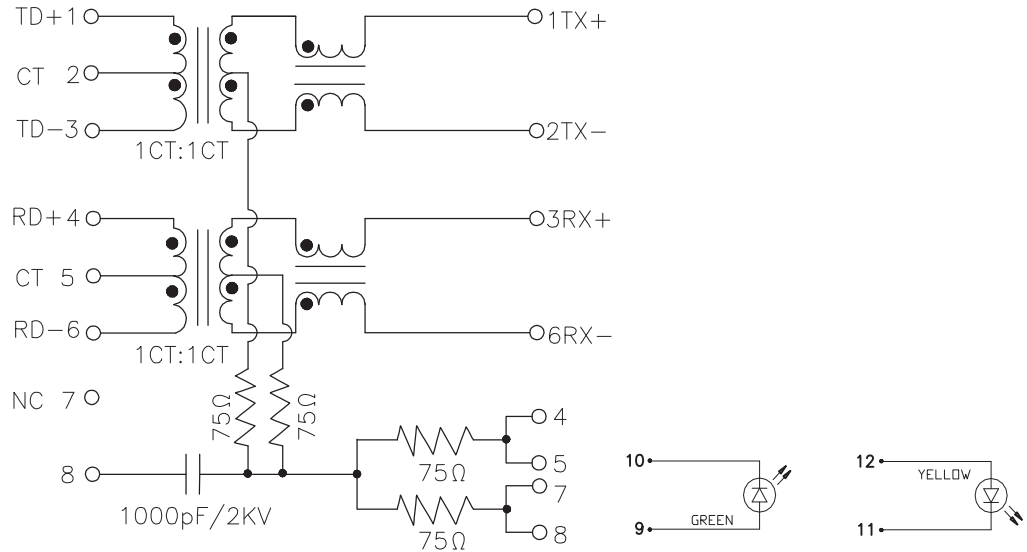 TD+1
1TX+
CT 2
TD-3
2TX-
1CT:1CT
RD+4
3RX+
CT 5
RD-6
6RX-
1CT:1CT
NC 7
75Ω
75Ω
4
8
75Ω
5
7
1000pF/2KV
75Ω
8
10
GREEN
9
12
YELLOW
11